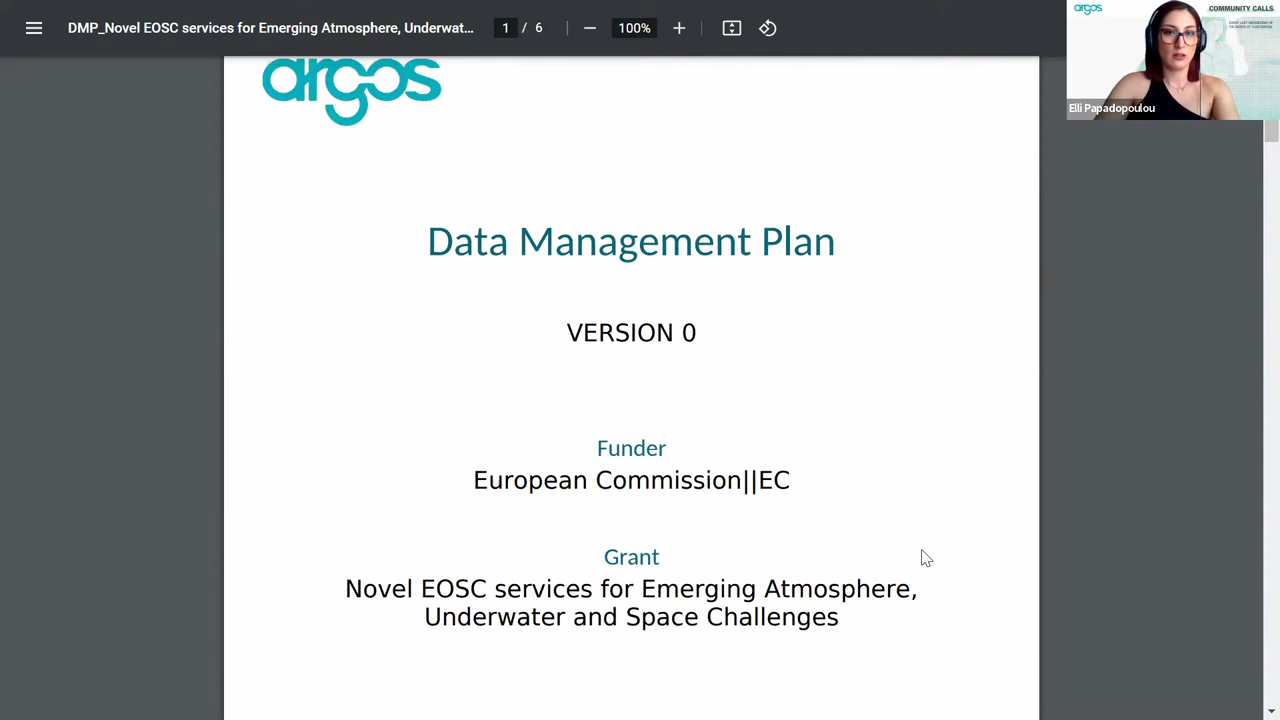 DMP_Novel EOSC services for Emerging Atmosphere, Underwat...
1 / 6
100%
argos
COMMUNITY CALLS
Elli Papadopoulou
argos
Data Management Plan
VERSION 0
Funder
European Commission||EC
Grant
Novel EOSC services for Emerging Atmosphere,
Underwater and Space Challenges